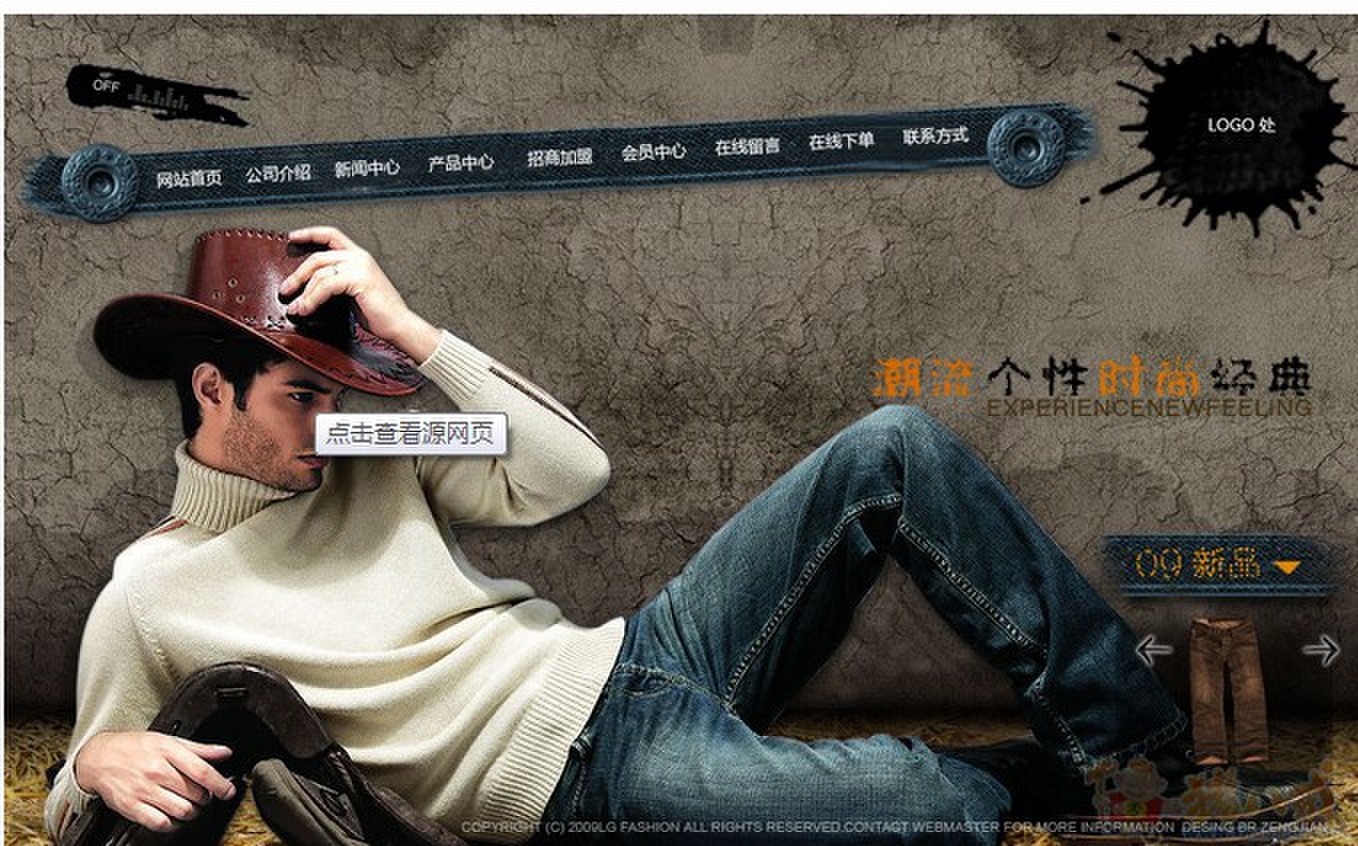 OFF
LOGO 处
网站首页 公司介绍 新闻中心 产品中心 招商加盟 会员中心 在线留言 在线下单 联系方式
潮流个性时尚经典
EXPERIENCENEWFEELING
点击查看源网页
09 新品
COPYRIGHT (C) 2009LG FASHION ALL RIGHTS RESERVED.CONTACT WEBMASTER FOR MORE INFORMATION DESING BR ZENGJIAN